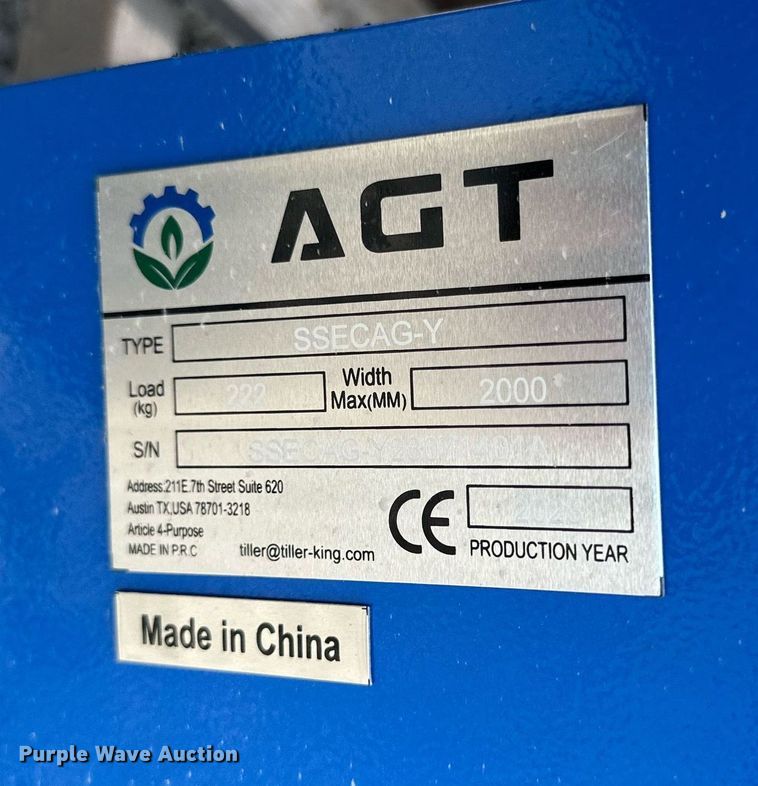 AGT
TYPE SSECAG-Y
Load (kg) 222 Width Max(MM) 2000
S/N
Address:211E.7th Street Suite 620
Austin TX,USA 78701-3218
Article 4-Purpose
MADE IN P.R.C tiller@tiller-king.com
CE PRODUCTION YEAR
Made in China
Purple Wave Auction